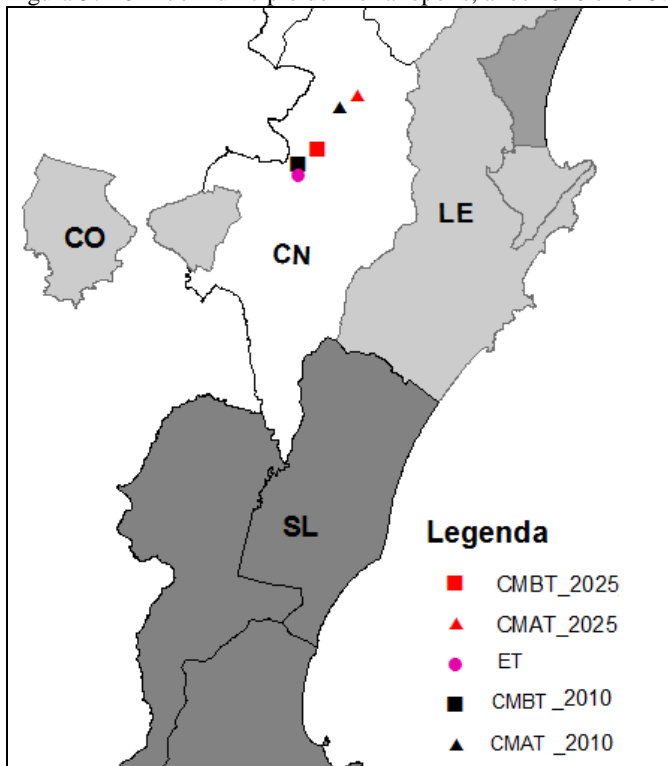 CO
LE
CN
SL
Legenda
CMBT_2025
CMAT_2025
ET
CMBT _2010
CMAT _2010